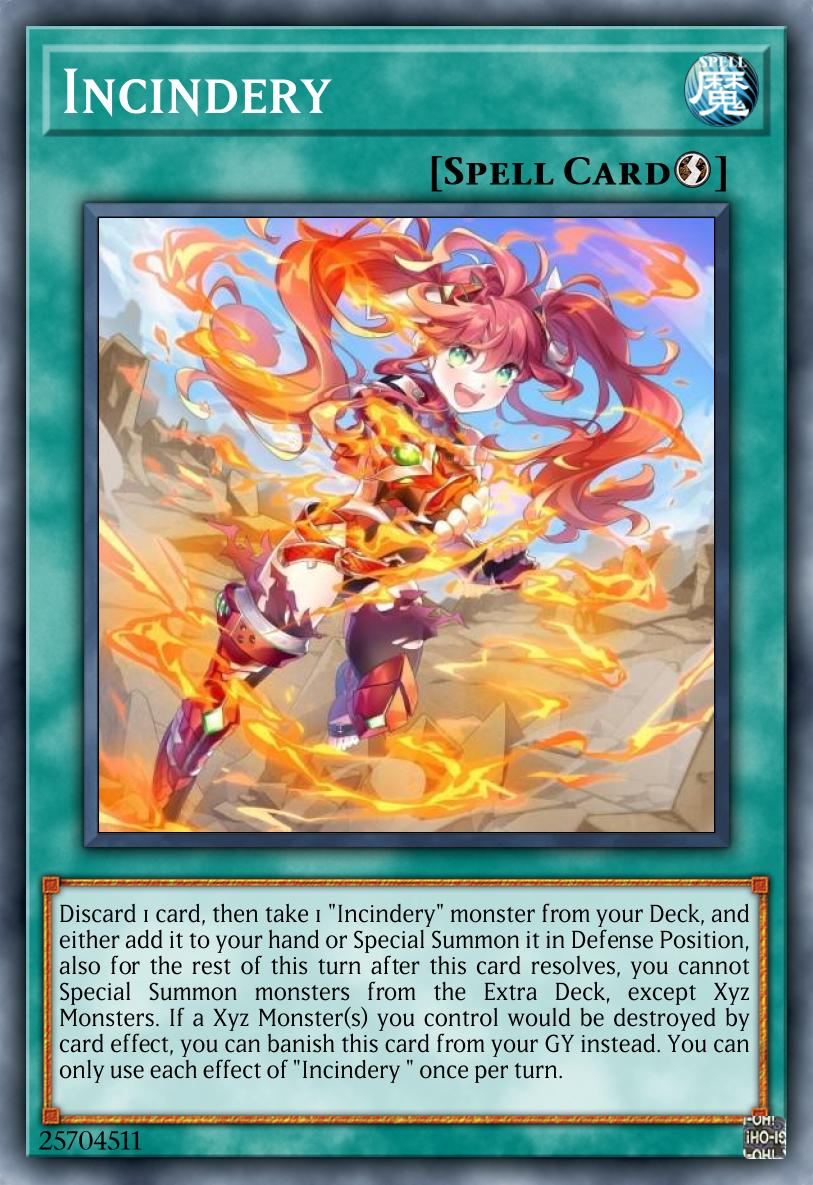 Incindery
SPELL
魔
[Spell Card]
Discard 1 card, then take 1 "Incindery" monster from your Deck, and
either add it to your hand or Special Summon it in Defense Position,
also for the rest of this turn after this card resolves, you cannot
Special Summon monsters from the Extra Deck, except Xyz
Monsters. If a Xyz Monster(s) you control would be destroyed by
card effect, you can banish this card from your GY instead. You can
only use each effect of "Incindery " once per turn.
25704511